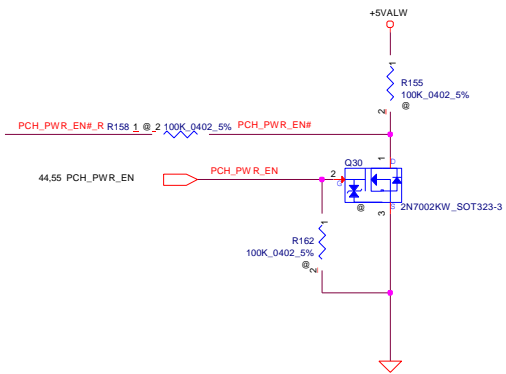 +5VALW
1
R155
100K_0402_5%
2
@
PCH_PWR_EN#_R R158 1 @ 2 100K_0402_5% PCH_PWR_EN#
1
D
Q30
44,55 PCH_PWR_EN
PCH_PWR_EN
2
G
@
S
3
2N7002KW_SOT323-3
1
R162
100K_0402_5%
@
2